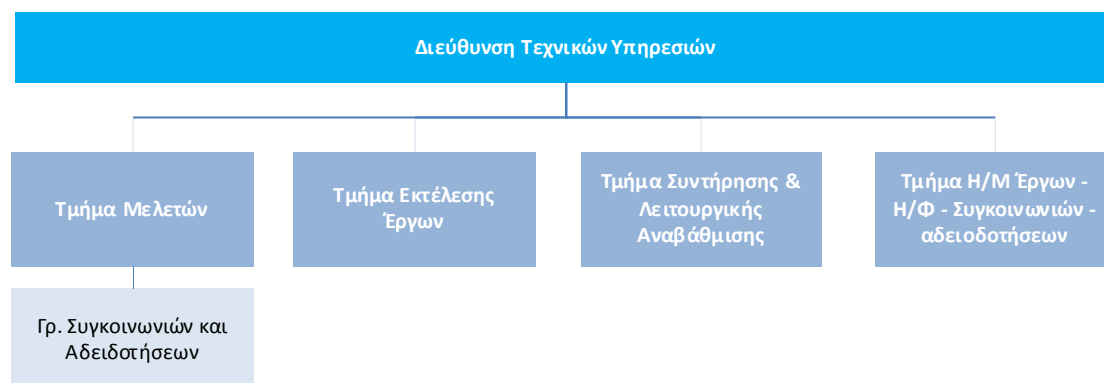 Διεύθυνση Τεχνικών Υπηρεσιών
Τμήμα Μελετών
Τμήμα Εκτέλεσης
Έργων
Τμήμα Συντήρησης &
Λειτουργικής
Αναβάθμισης
Τμήμα Η/Μ Έργων -
Η/Φ - Συγκοινωνιών -
αδειοδοτήσεων
Γρ. Συγκοινωνιών και
Αδειδοτήσεων